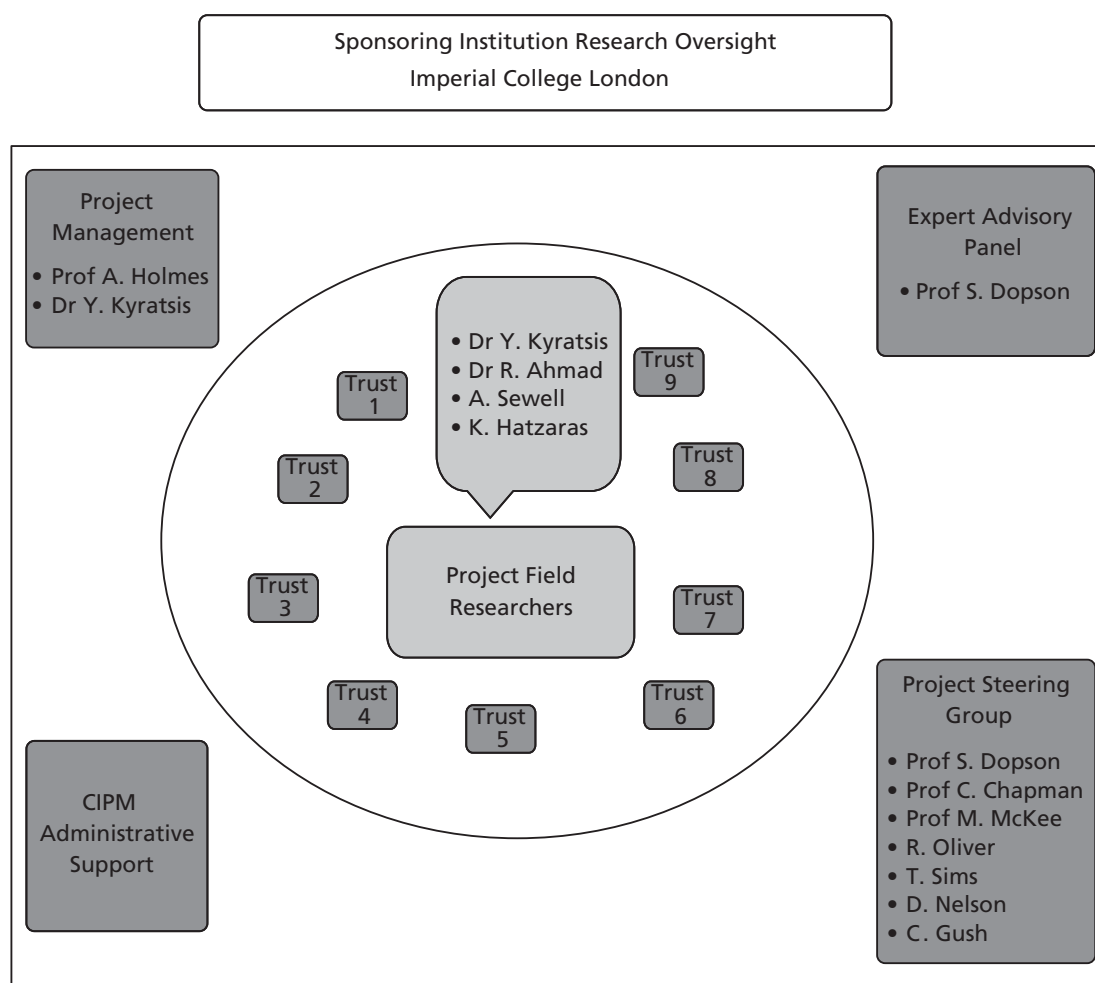 Sponsoring Institution Research Oversight
Imperial College London
Project
Management
• Prof A. Holmes
• Dr Y. Kyratsis
Expert Advisory
Panel
• Prof S. Dopson
• Dr Y. Kyratsis
• Dr R. Ahmad
• A. Sewell
• K. Hatzaras
Trust
1
Trust
2
Trust
3
Trust
4
Trust
5
Trust
6
Trust
7
Trust
8
Trust
9
Project Field
Researchers
CIPM
Administrative
Support
Project Steering
Group
• Prof S. Dopson
• Prof C. Chapman
• Prof M. McKee
• R. Oliver
• T. Sims
• D. Nelson
• C. Gush